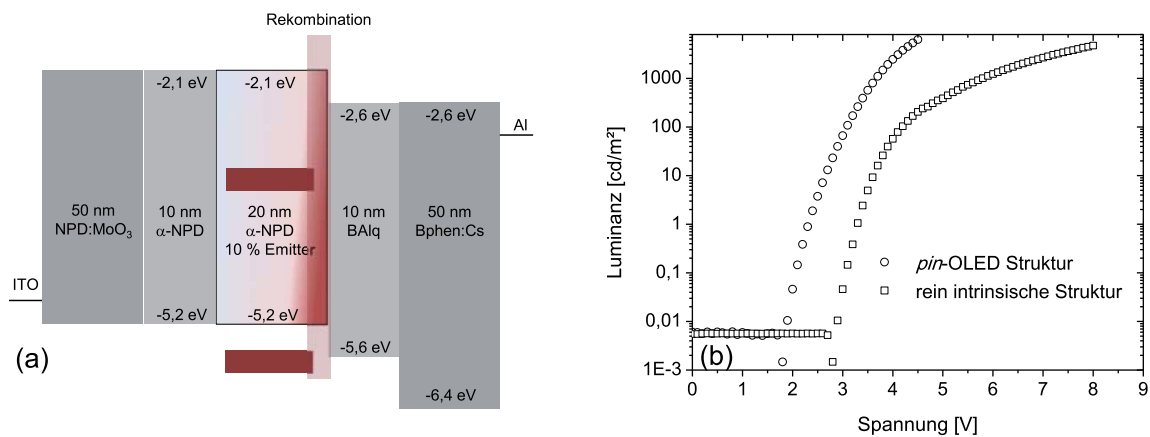 Rekombination
-2,1 eV
-2,1 eV
-2,6 eV
-2,6 eV
Al
50 nm
NPD:MoO₃
10 nm
α-NPD
20 nm
α-NPD
10 % Emitter
10 nm
BAlq
50 nm
Bphen:Cs
ITO
-5,2 eV
-5,2 eV
-5,6 eV
-6,4 eV
(a)
Luminanz [cd/m²]
1000
100
10
1
0,1
0,01
1E-3
pin-OLED Struktur
rein intrinsische Struktur
(b)
0 1 2 3 4 5 6 7 8 9
Spannung [V]